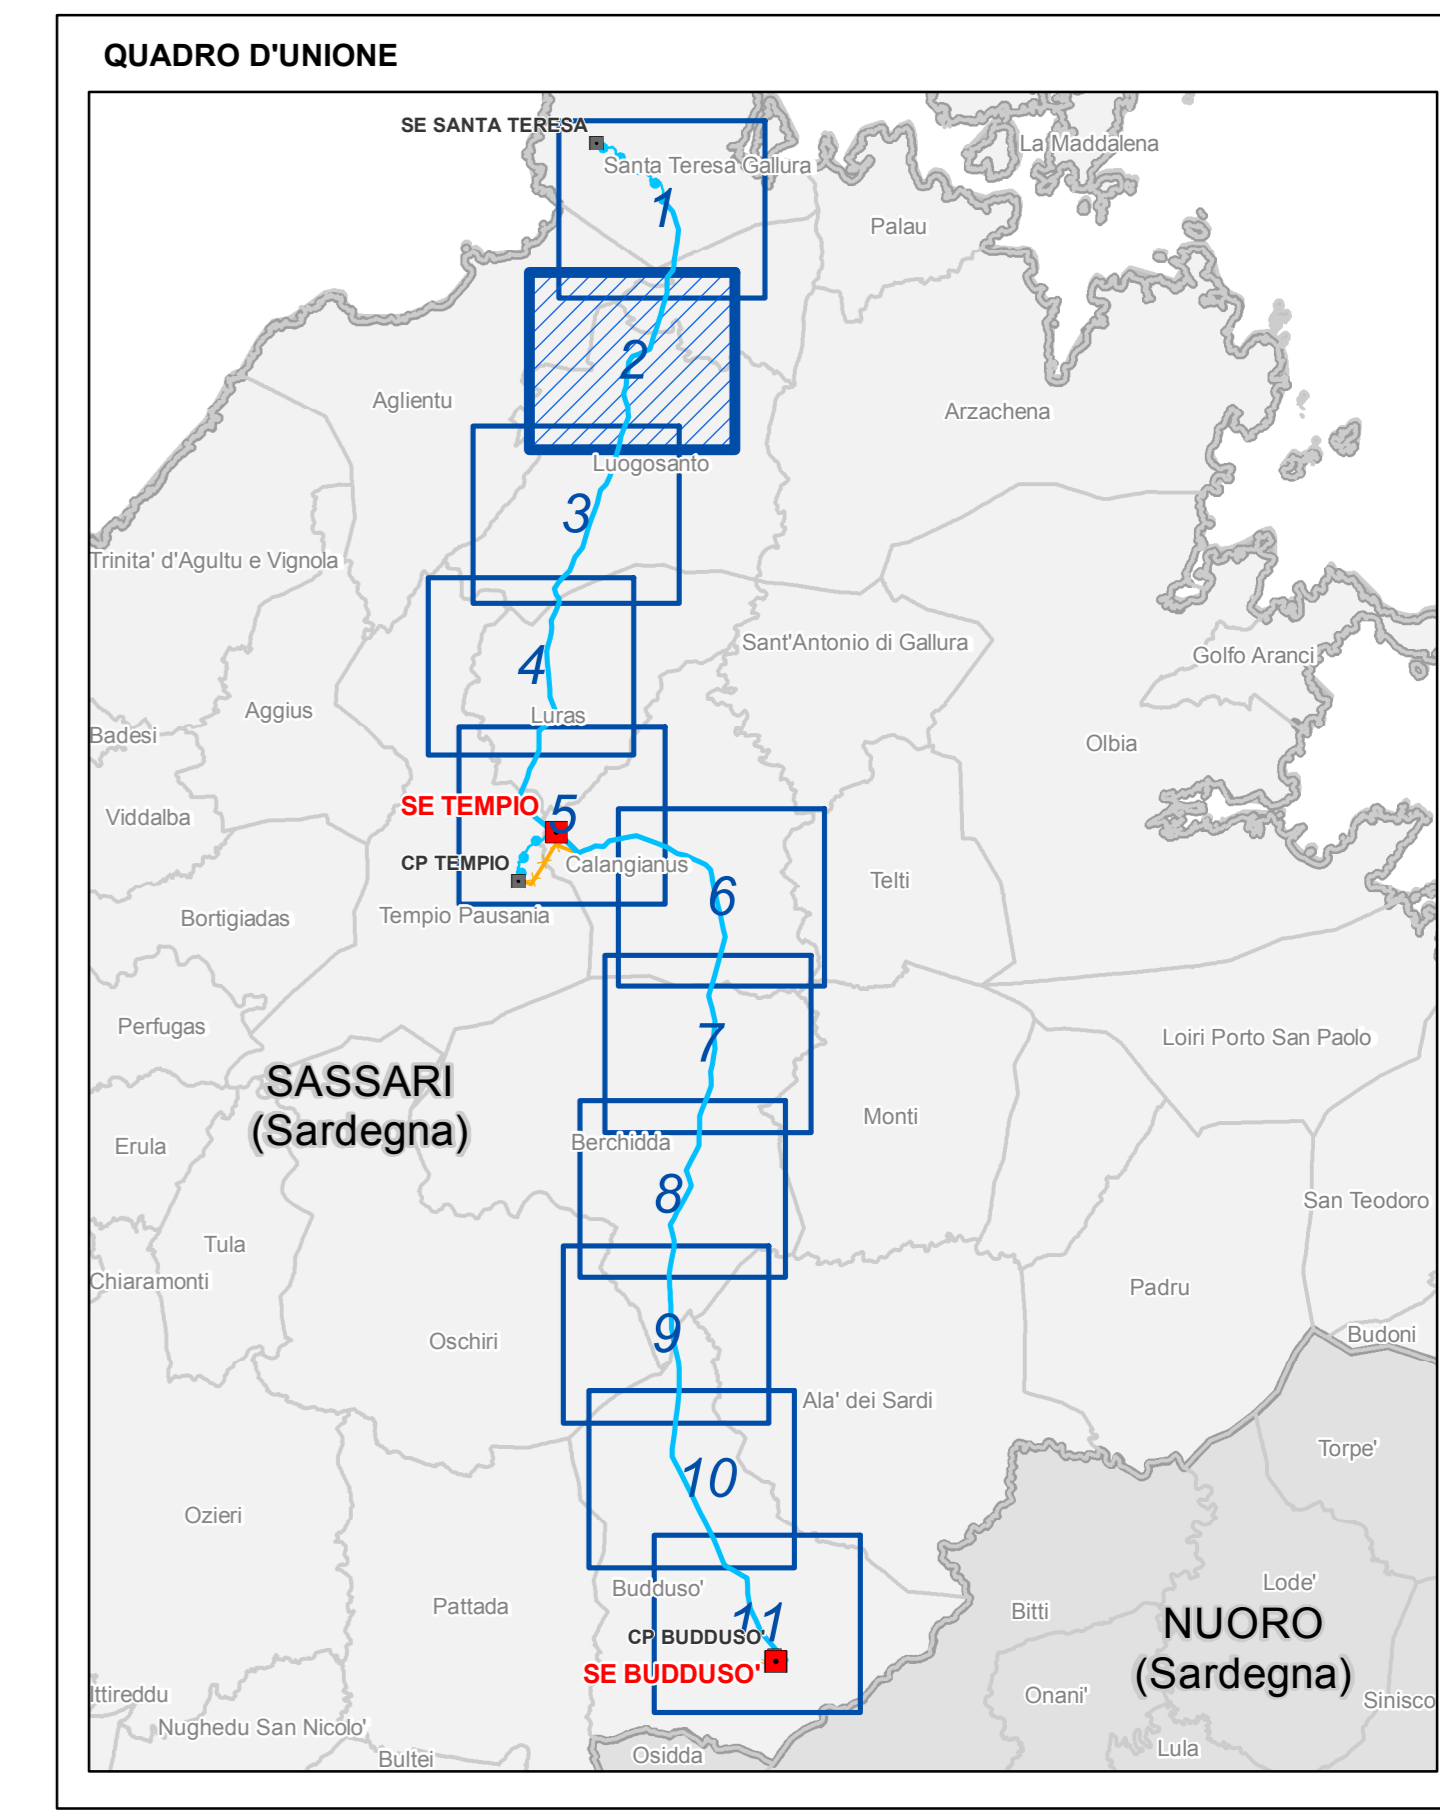 QUADRO D'UNIONE
SE SANTA TERESA
La Maddalena
Santa Teresa Gallura
1
Palau
2
Aglientu
Arzachena
Luogosanto
3
Trinita' d'Agultu e Vignola
Sant'Antonio di Gallura
Golfo Aranci
4
Aggius
Luras
Badesi
Olbia
SE TEMPIO
5
Viddalba
CP TEMPIO
Calangianus
Telti
6
Bortigiadas
Tempio Pausania
Perfugas
Loiri Porto San Paolo
7
SASSARI
(Sardegna)
Monti
Erula
Berchidda
8
San Teodoro
Tula
Chiaramonti
Padru
9
Oschiri
Budoni
Ala' dei Sardi
Torpe'
10
Ozieri
Lode'
Budduso'
Pattada
Bitti
11
NUORO
(Sardegna)
CP BUDDUSO'
SE BUDDUSO'
Ittireddu
Onani'
Sinisco
Nughedu San Nicolo'
Lula
Osidda
Bultei